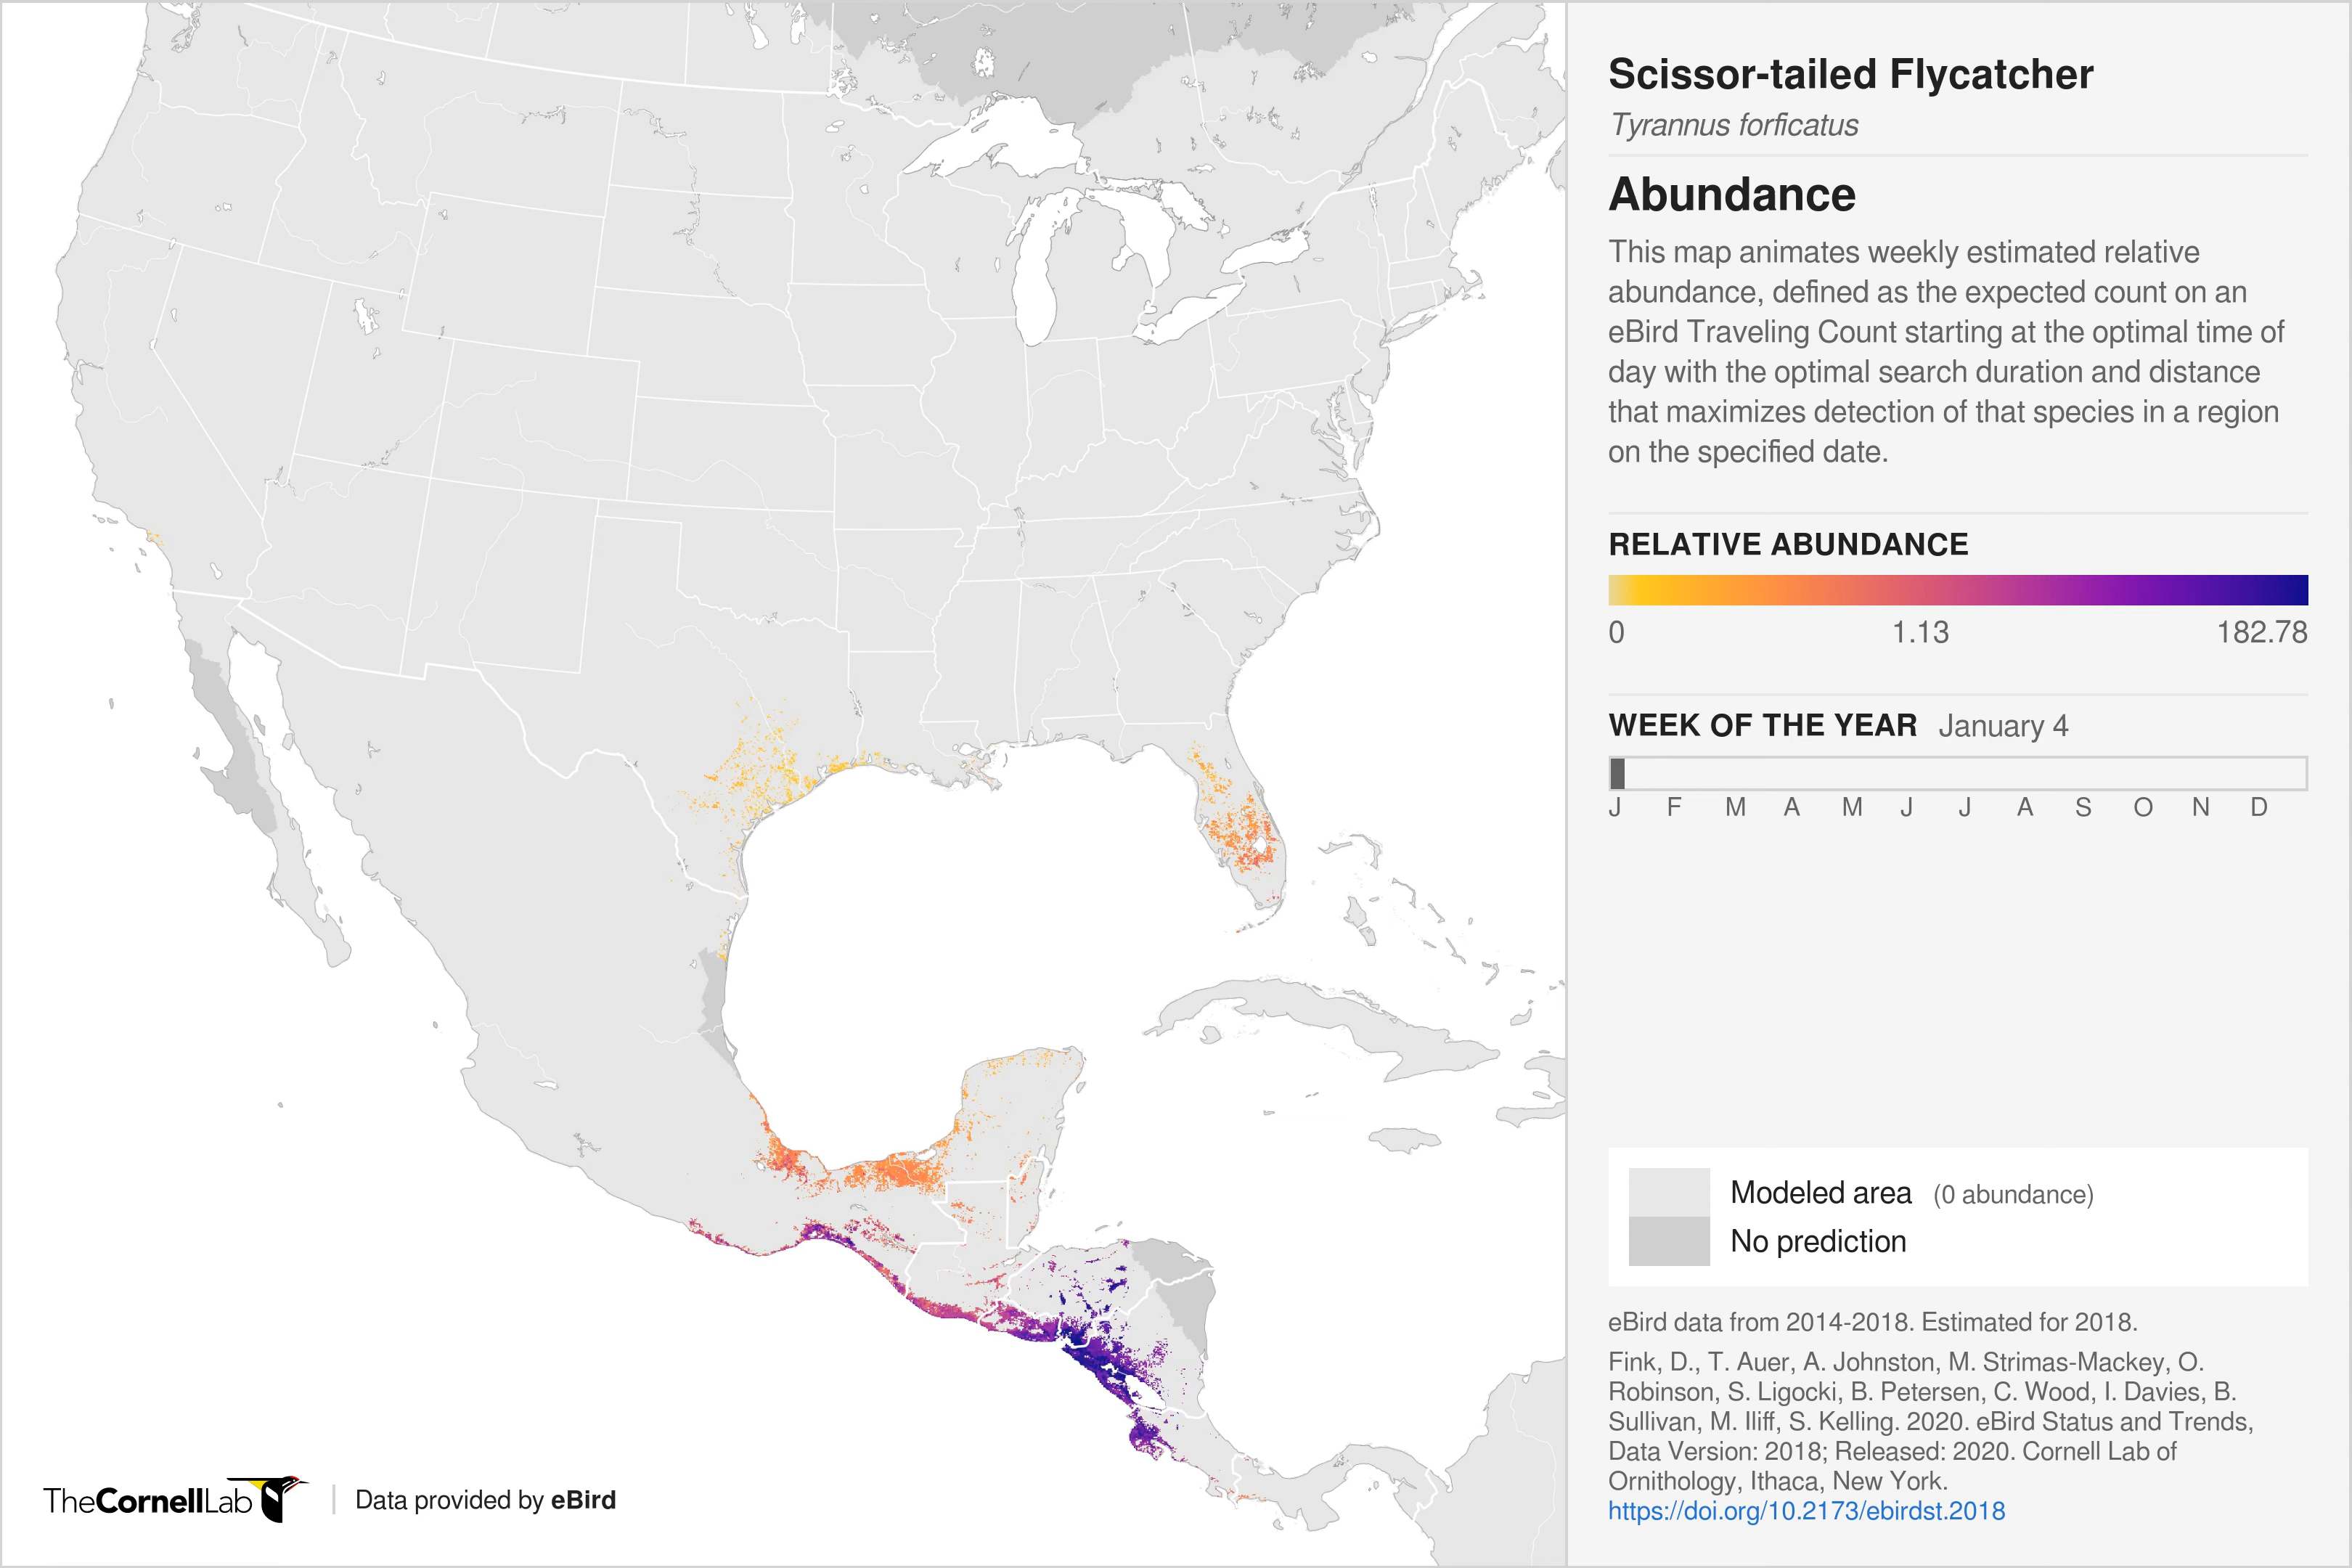 Scissor-tailed Flycatcher
Tyrannus forficatus
Abundance
This map animates weekly estimated relative
abundance, defined as the expected count on an
eBird Traveling Count starting at the optimal time of
day with the optimal search duration and distance
that maximizes detection of that species in a region
on the specified date.
RELATIVE ABUNDANCE
0 1.13 182.78
WEEK OF THE YEAR January 4
J F M A M J J A S O N D
Modeled area (0 abundance)
No prediction
eBird data from 2014-2018. Estimated for 2018.
Fink, D., T. Auer, A. Johnston, M. Strimas-Mackey, O.
Robinson, S. Ligocki, B. Petersen, C. Wood, I. Davies, B.
Sullivan, M. Iliff, S. Kelling. 2020. eBird Status and Trends,
Data Version: 2018; Released: 2020. Cornell Lab of
Ornithology, Ithaca, New York.
https://doi.org/10.2173/ebirdst.2018
TheCornellLab Data provided by eBird